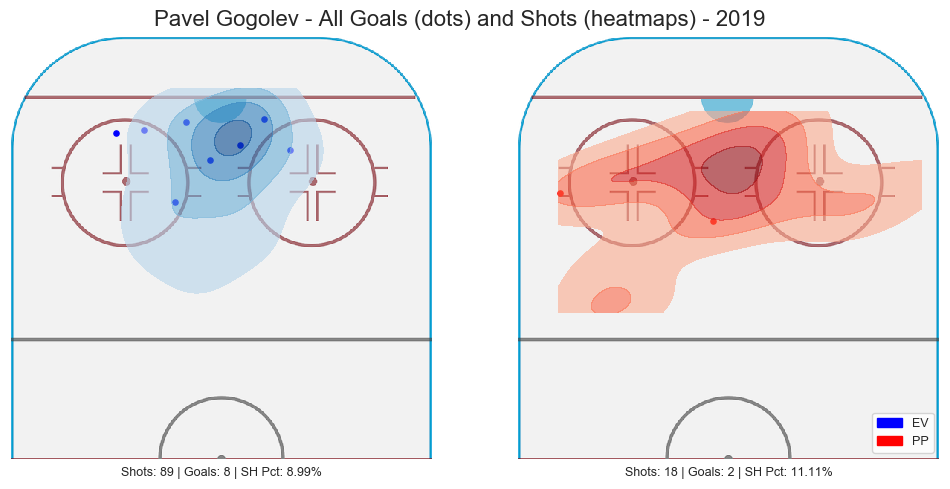 Pavel Gogolev - All Goals (dots) and Shots (heatmaps) - 2019
EV
PP
Shots: 89 | Goals: 8 | SH Pct: 8.99%
Shots: 18 | Goals: 2 | SH Pct: 11.11%